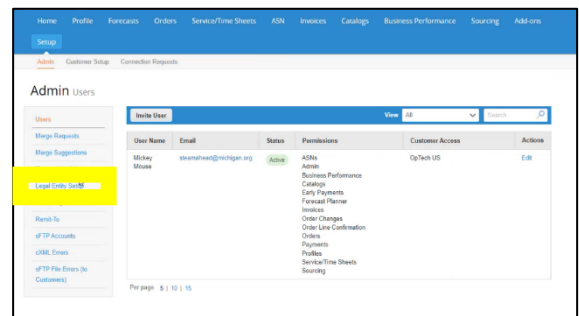 Home Profile Forecasts Orders Service/Time Sheets ASN Invoices Catalogs Business Performance Sourcing Add-ons
Setup
Admin Customer Setup Connection Requests
Admin Users
Users
Merge Requests
Merge Suggestions
Legal Entity
Remit-To
sFTP Accounts
cXML Errors
sFTP File Errors (to
Customers)
Invite User View All Search
User Name Email Status Permissions Customer Access Actions
Mickey
Mouse
steamehead@michigan.org
Active
ASNs
Admin
Business Performance
Catalogs
Early Payments
Forecast Planner
Invoices
Order Changes
Order Line Confirmation
Orders
Payments
Profiles
Service/Time Sheets
Sourcing
OpTech US
Edit
Per page 5 | 10 | 15